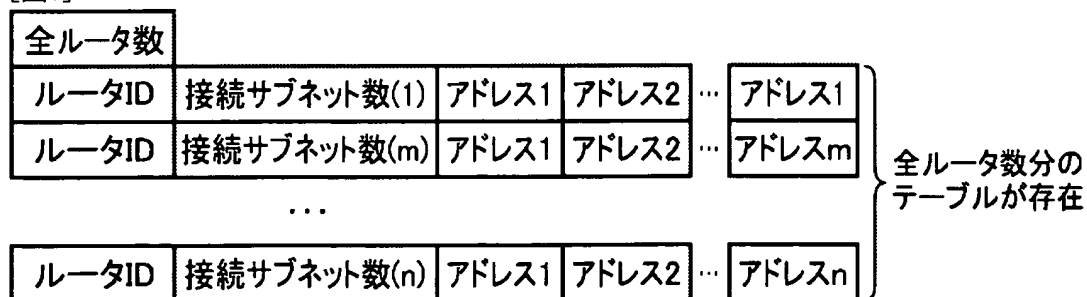 全ルータ数
ルータID 接続サブネット数(1) アドレス1 アドレス2 … アドレス1
ルータID 接続サブネット数(m) アドレス1 アドレス2 … アドレスm
...
ルータID 接続サブネット数(n) アドレス1 アドレス2 … アドレスn
全ルータ数分の
テーブルが存在